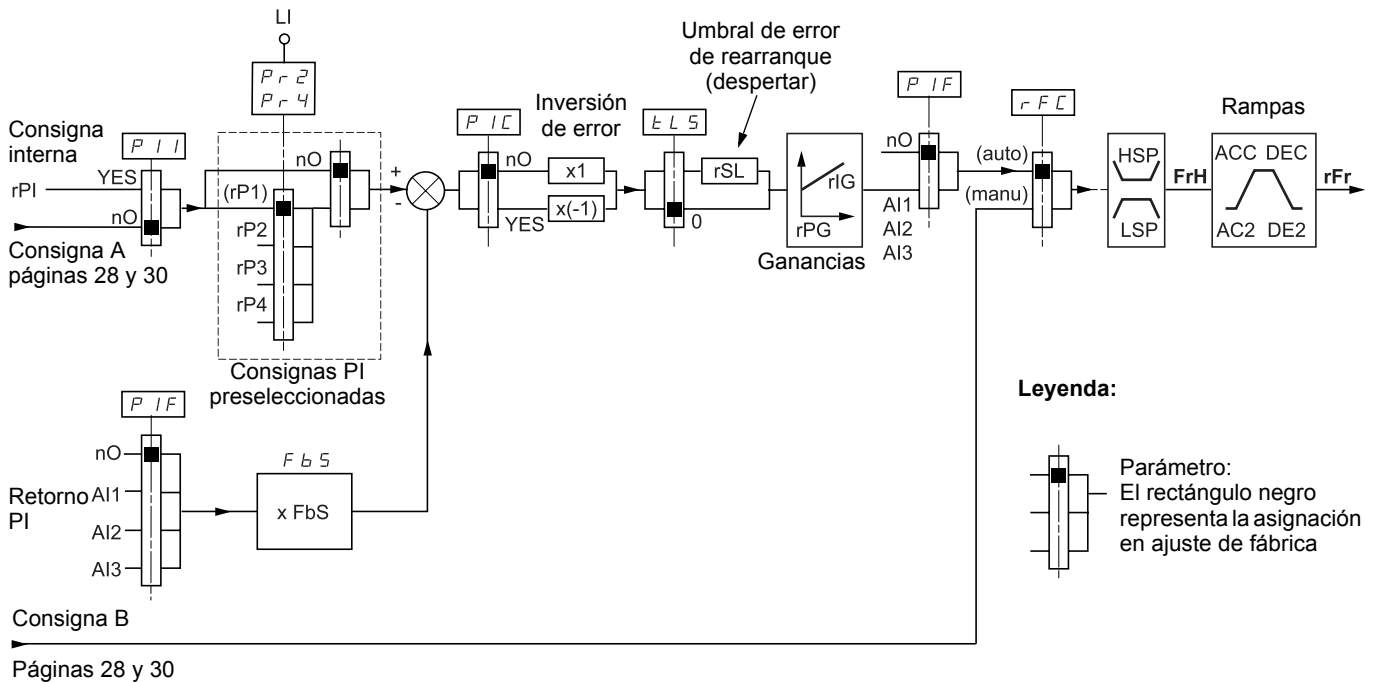 LI
Pr2
Pr4
Umbral de error
de rearranque
(despertar)
Consigna
interna
PII
rPI
YES
nO
Consigna A
páginas 28 y 30
nO
(rP1)
rP2
rP3
rP4
Consignas PI
preseleccionadas
+
-
PIC
Inversión
de error
nO
x1
YES
x(-1)
tLS
rSL
0
rIG
rPG
Ganancias
PIF
nO
AI1
AI2
AI3
rFC
(auto)
(manu)
HSP
LSP
FrH
Rampas
ACC DEC
AC2 DE2
rFr
PIF
Retorno
PI
nO
AI1
AI2
AI3
FbS
x FbS
Leyenda:
Parámetro:
El rectángulo negro
representa la asignación
en ajuste de fábrica
Consigna B
Páginas 28 y 30